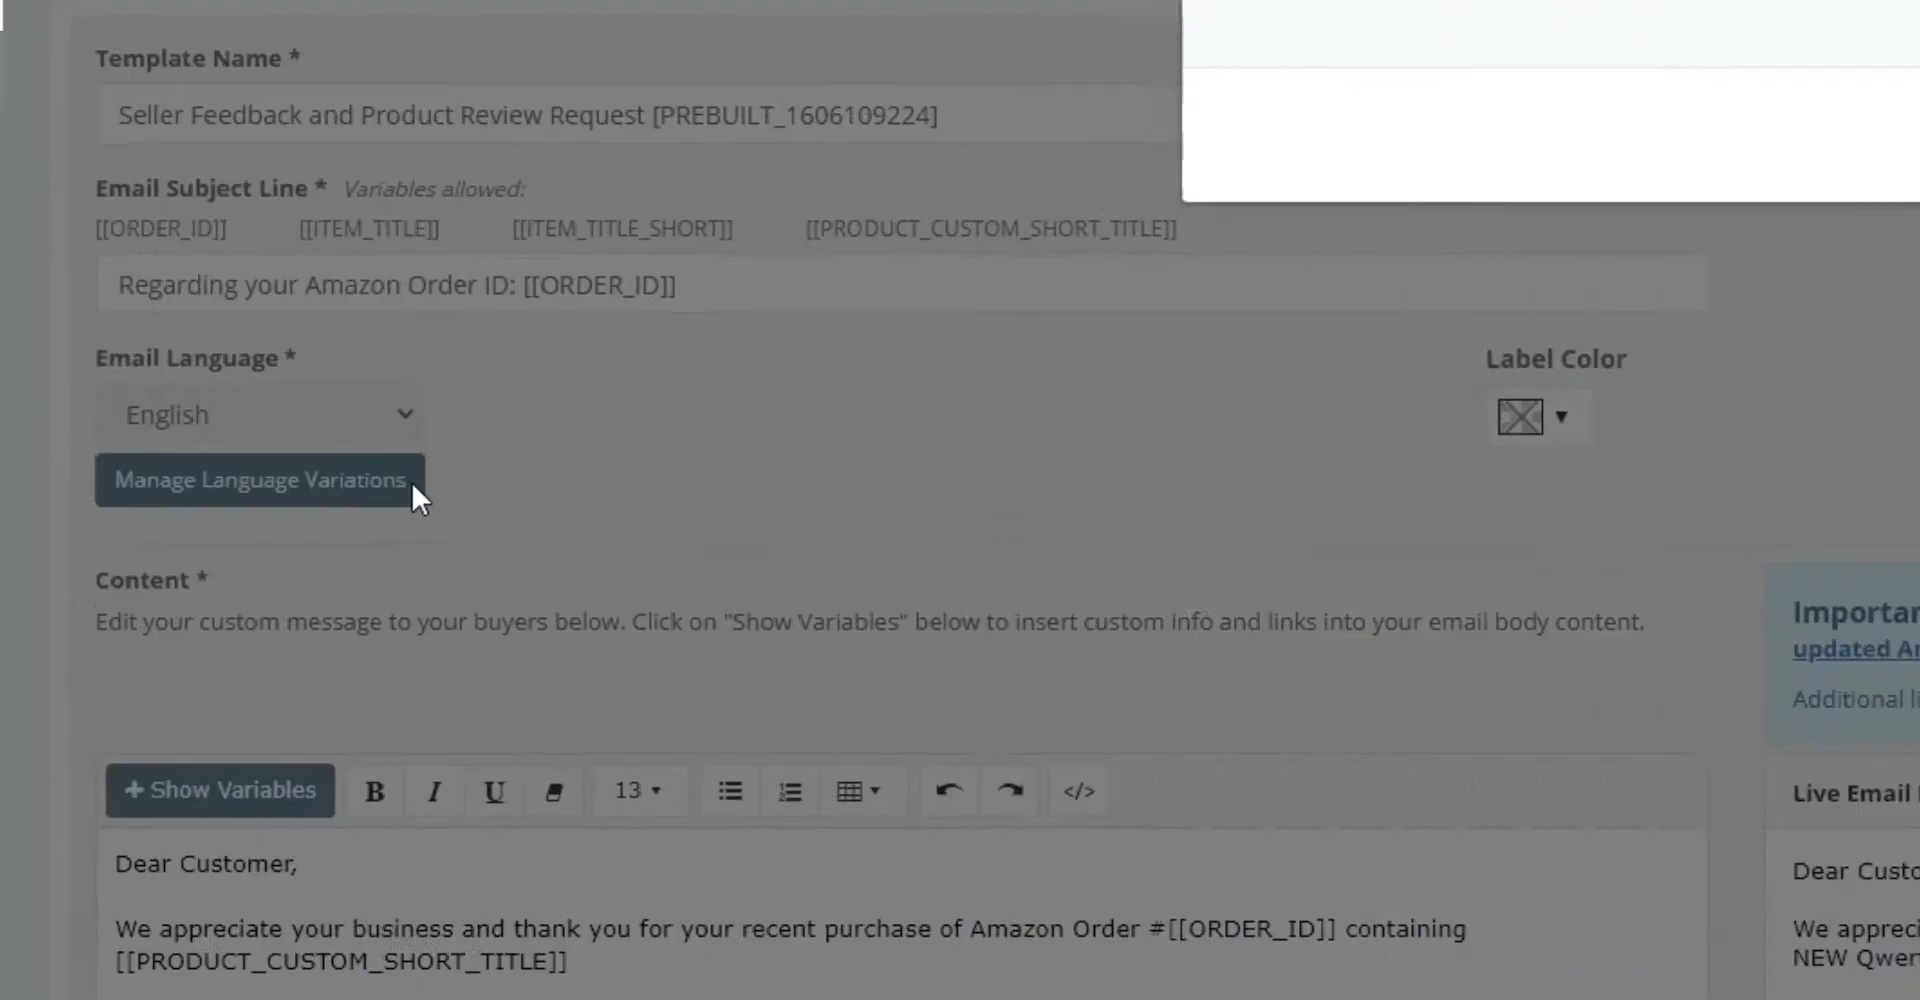 Template Name *
Seller Feedback and Product Review Request [PREBUILT_1606109224]
Email Subject Line * Variables allowed:
[[ORDER_ID]] [[ITEM_TITLE]] [[ITEM_TITLE_SHORT]] [[PRODUCT_CUSTOM_SHORT_TITLE]]
Regarding your Amazon Order ID: [[ORDER_ID]]
Email Language *
Label Color
English
Manage Language Variations
Content *
Edit your custom message to your buyers below. Click on "Show Variables" below to insert custom info and links into your email body content.
Importan
updated A
Additional li
+ Show Variables B I U 13 </>
Live Email
Dear Customer,
We appreciate your business and thank you for your recent purchase of Amazon Order #[[ORDER_ID]] containing
[[PRODUCT_CUSTOM_SHORT_TITLE]]
Dear Custo
We appreci
NEW Qwer